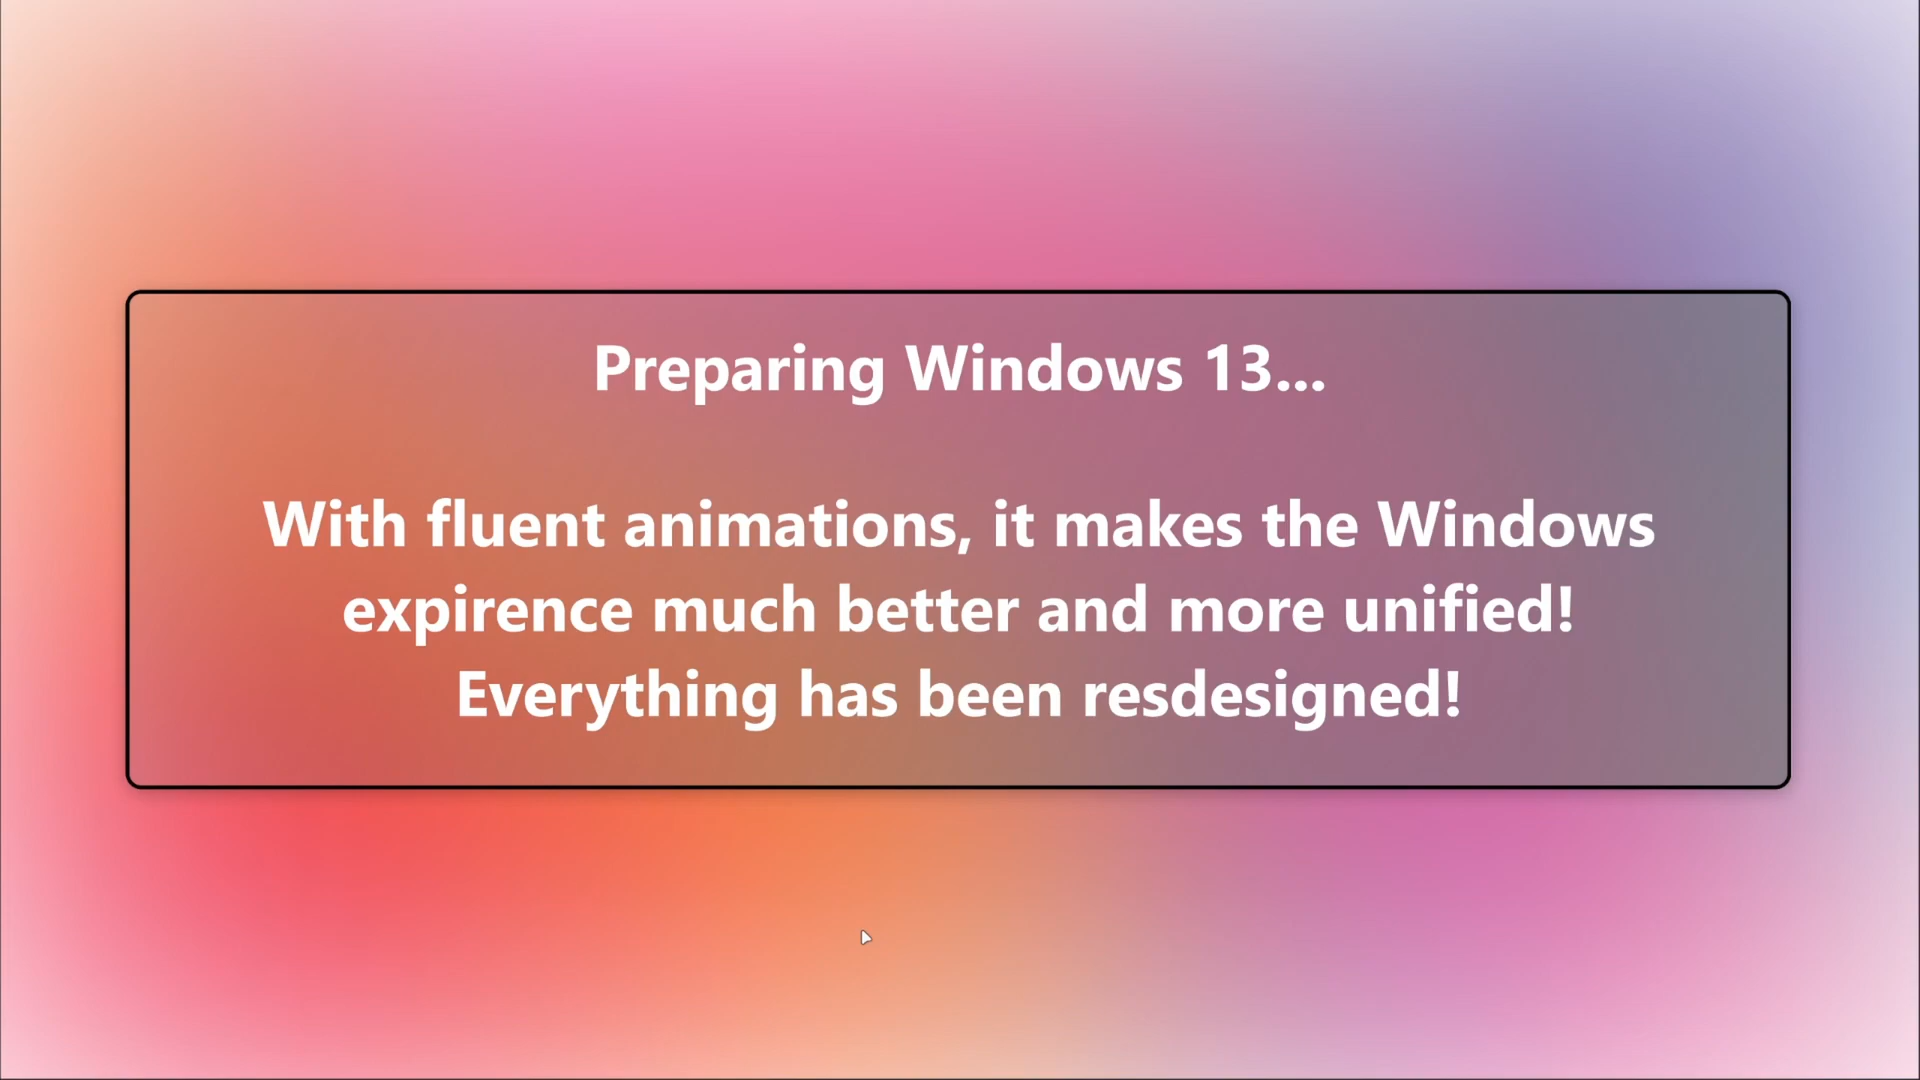 Preparing Windows 13...
With fluent animations, it makes the Windows
expirence much better and more unified!
Everything has been resdesigned!